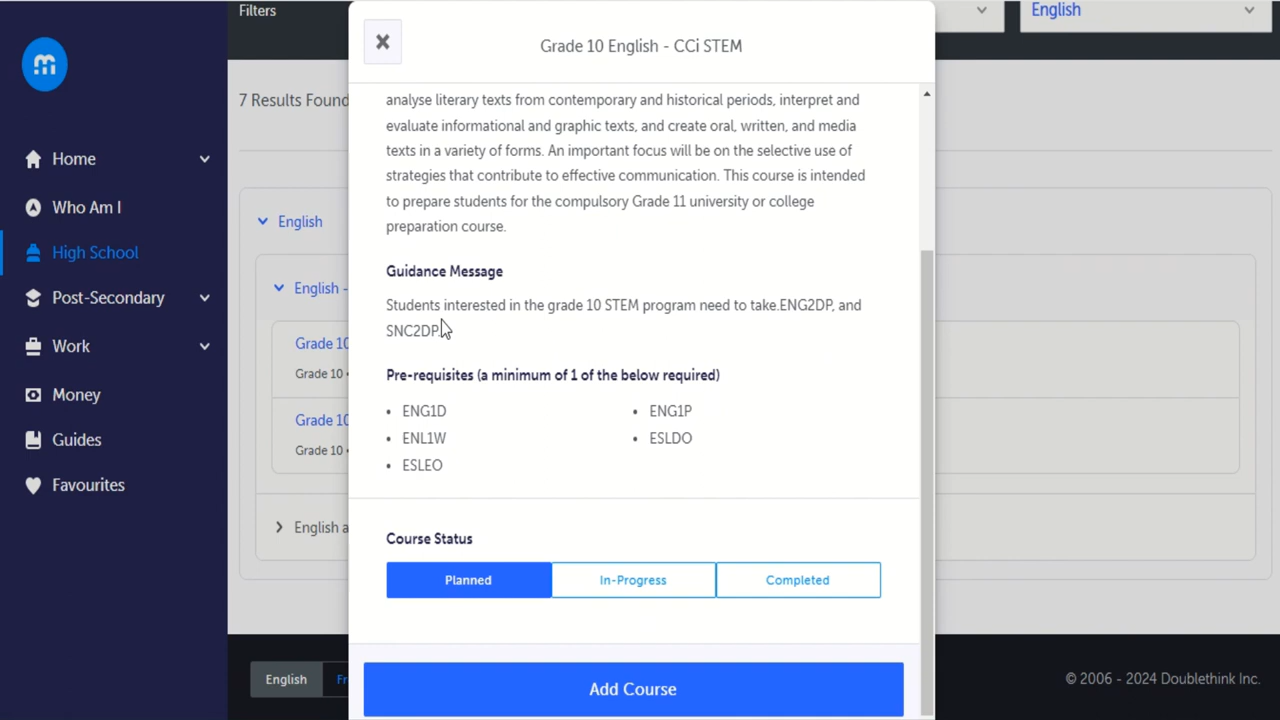 Filters
English
Grade 10 English - CCi STEM
7 Results Found
analyse literary texts from contemporary and historical periods, interpret and
evaluate informational and graphic texts, and create oral, written, and media
texts in a variety of forms. An important focus will be on the selective use of
strategies that contribute to effective communication. This course is intended
to prepare students for the compulsory Grade 11 university or college
preparation course.
Home
Who Am I
High School
Post-Secondary
Work
Money
Guides
Favourites
English
English -
Grade 10
Grade 10 •
Grade 10
Grade 10 •
English a
Guidance Message
Students interested in the grade 10 STEM program need to take.ENG2DP, and
SNC2DP.
Pre-requisites (a minimum of 1 of the below required)
• ENG1D
• ENG1P
• ENL1W
• ESLDO
• ESLEO
Course Status
Planned
In-Progress
Completed
Add Course
English
Fr
© 2006 - 2024 Doublethink Inc.